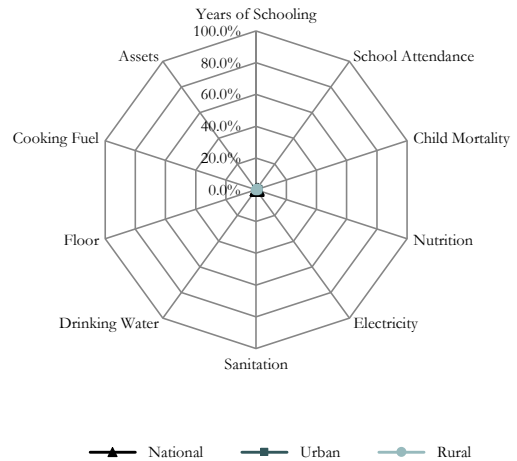 Years of Schooling
100.0%
Assets
School Attendance
80.0%
60.0%
40.0%
Cooking Fuel
Child Mortality
20.0%
0.0%
Floor
Nutrition
Drinking Water
Electricity
Sanitation
National
Urban
Rural